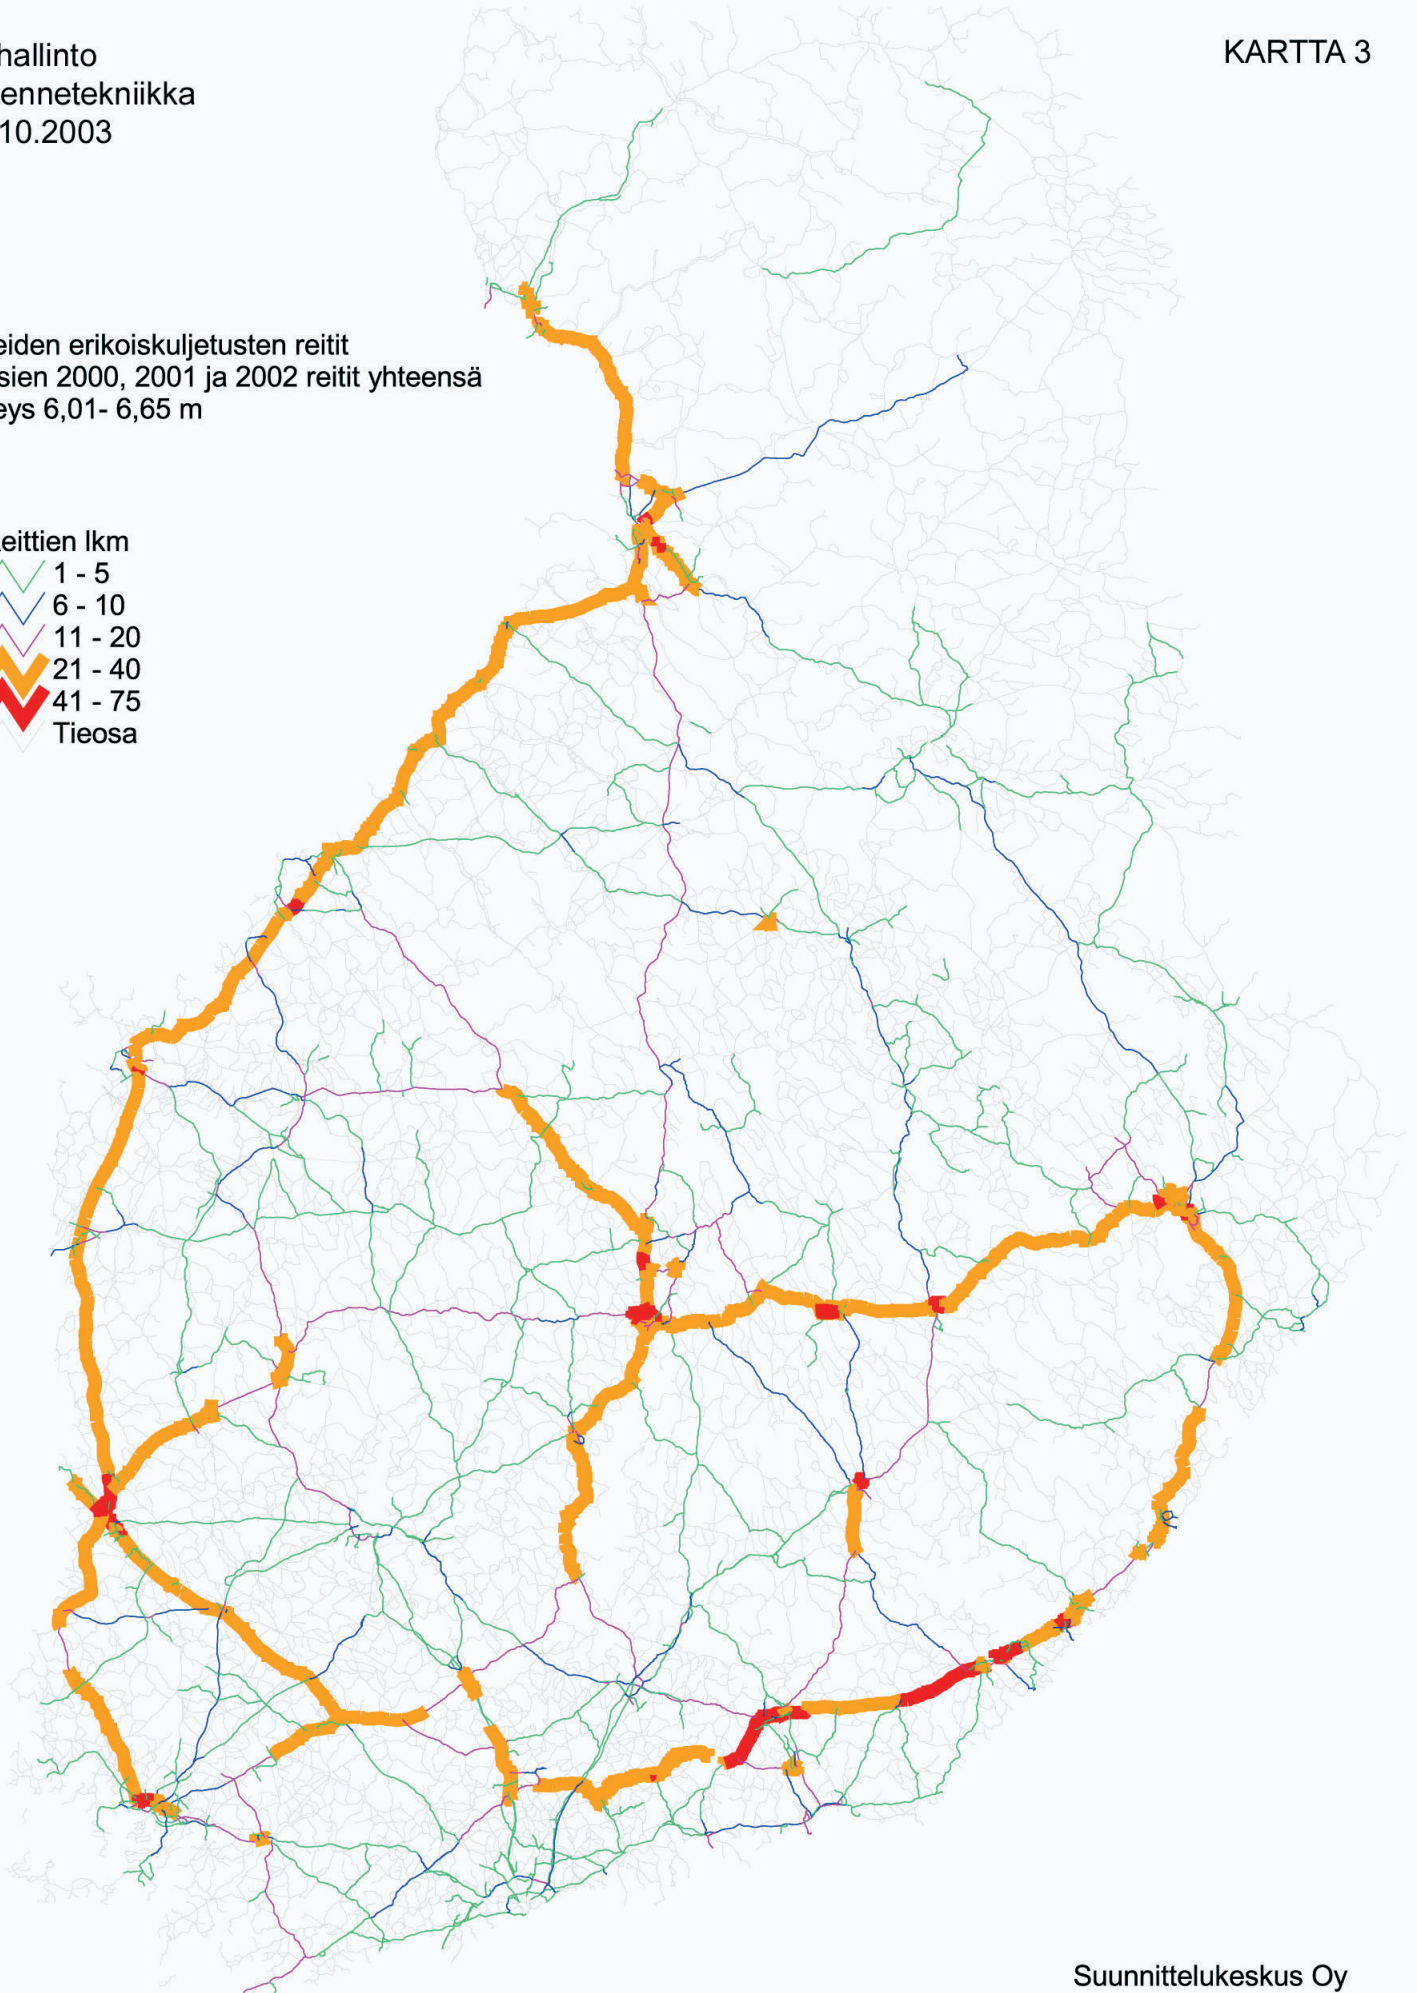 hallinto
KARTTA 3
ennetekniikka
10.2003
eiden erikoiskuljetusten reitit
sien 2000, 2001 ja 2002 reitit yhteensä
eys 6,01- 6,65 m
eittien lkm
1 - 5
6 - 10
11 - 20
21 - 40
41 - 75
Tieosa
Suunnittelukeskus Oy